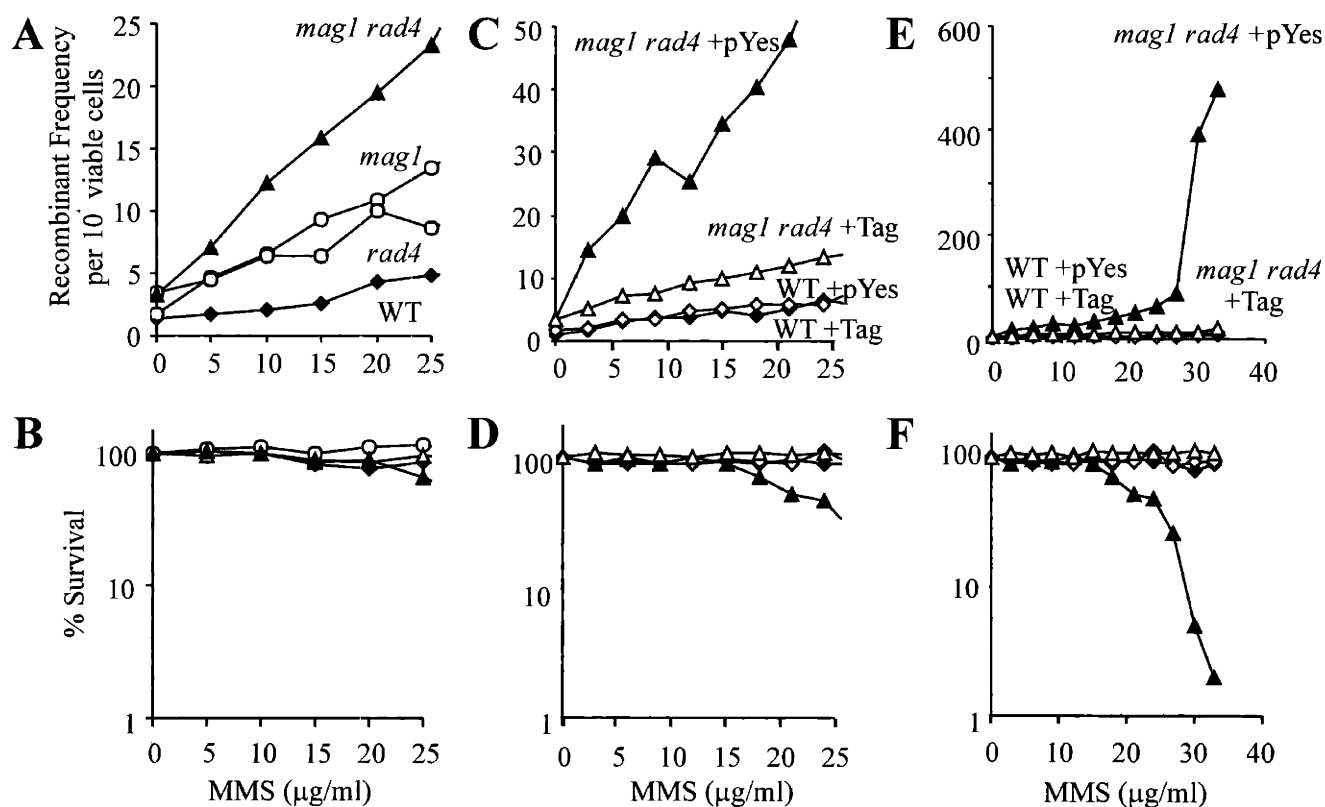 A
Recombinant Frequency
per 10 viable cells
25
20
15
10
5
0
mag1 rad4
mag1
rad4
WT
0 5 10 15 20 25
C
50
40
30
20
10
0
mag1 rad4 +pYes
mag1 rad4 +Tag
WT +pYes
WT +Tag
0 5 10 15 20 25
E
600
400
200
0
mag1 rad4 +pYes
WT +pYes
WT +Tag
mag1 rad4
+Tag
0 10 20 30 40
B
% Survival
100
10
1
0 5 10 15 20 25
MMS (µg/ml)
D
100
10
1
0 5 10 15 20 25
MMS (µg/ml)
F
100
10
1
0 10 20 30 40
MMS (µg/ml)